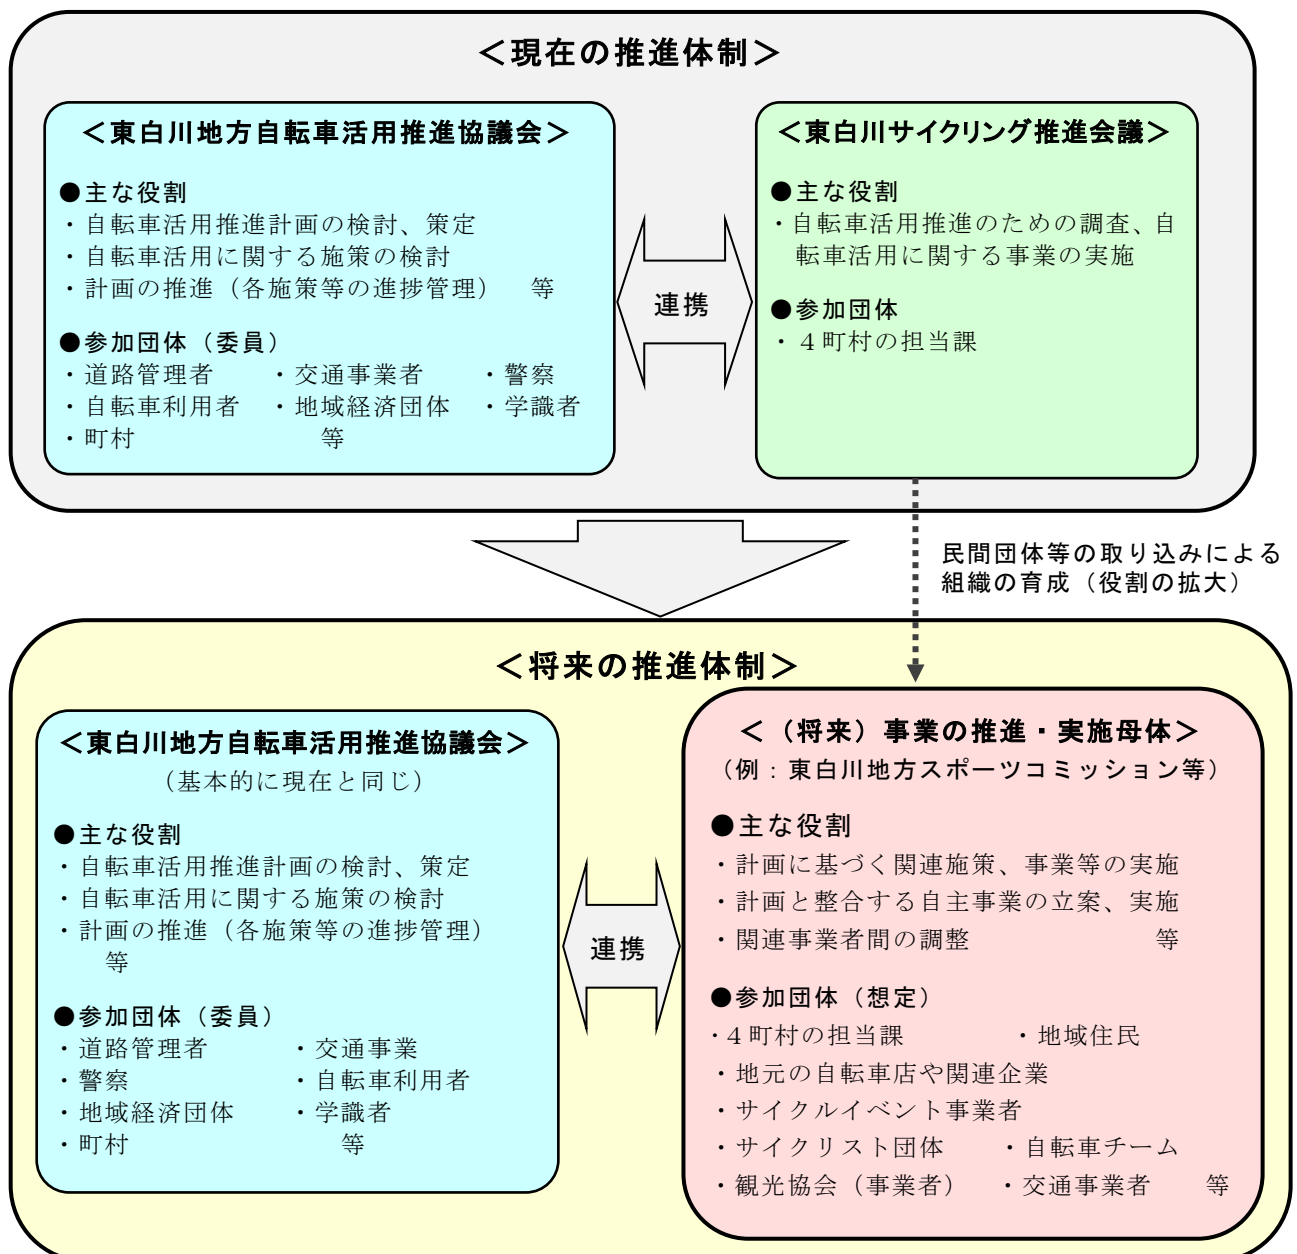 ＜現在の推進体制＞
＜東白川地方自転車活用推進協議会＞
●主な役割
・自転車活用推進計画の検討、策定
・自転車活用に関する施策の検討
・計画の推進（各施策等の進捗管理）　等
●参加団体（委員）
・道路管理者　・交通事業者　・警察
・自転車利用者　・地域経済団体　・学識者
・町村　等
連携
＜東白川サイクリング推進会議＞
●主な役割
・自転車活用推進のための調査、自
転車活用に関する事業の実施
●参加団体
・４町村の担当課
民間団体等の取り込みによる
組織の育成（役割の拡大）
＜将来の推進体制＞
＜東白川地方自転車活用推進協議会＞
（基本的に現在と同じ）
●主な役割
・自転車活用推進計画の検討、策定
・自転車活用に関する施策の検討
・計画の推進（各施策等の進捗管理）
等
●参加団体（委員）
・道路管理者　・交通事業
・警察　・自転車利用者
・地域経済団体　・学識者
・町村　等
連携
＜（将来）事業の推進・実施母体＞
（例：東白川地方スポーツコミッション等）
●主な役割
・計画に基づく関連施策、事業等の実施
・計画と整合する自主事業の立案、実施
・関連事業者間の調整　等
●参加団体（想定）
・４町村の担当課　・地域住民
・地元の自転車店や関連企業
・サイクルイベント事業者
・サイクリスト団体　・自転車チーム
・観光協会（事業者）　・交通事業者　等